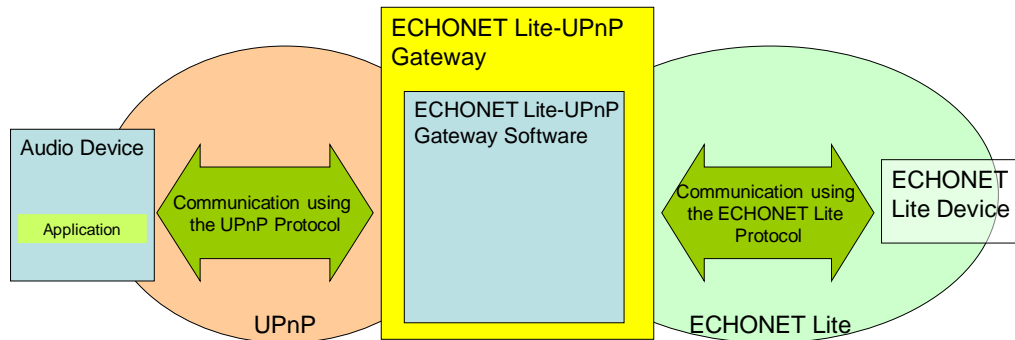 ECHONET Lite-UPnP
Gateway
ECHONET Lite-UPnP
Gateway Software
Audio Device
Application
Communication using
the UPnP Protocol
Communication using
the ECHONET Lite
Protocol
ECHONET
Lite Device
UPnP
ECHONET Lite